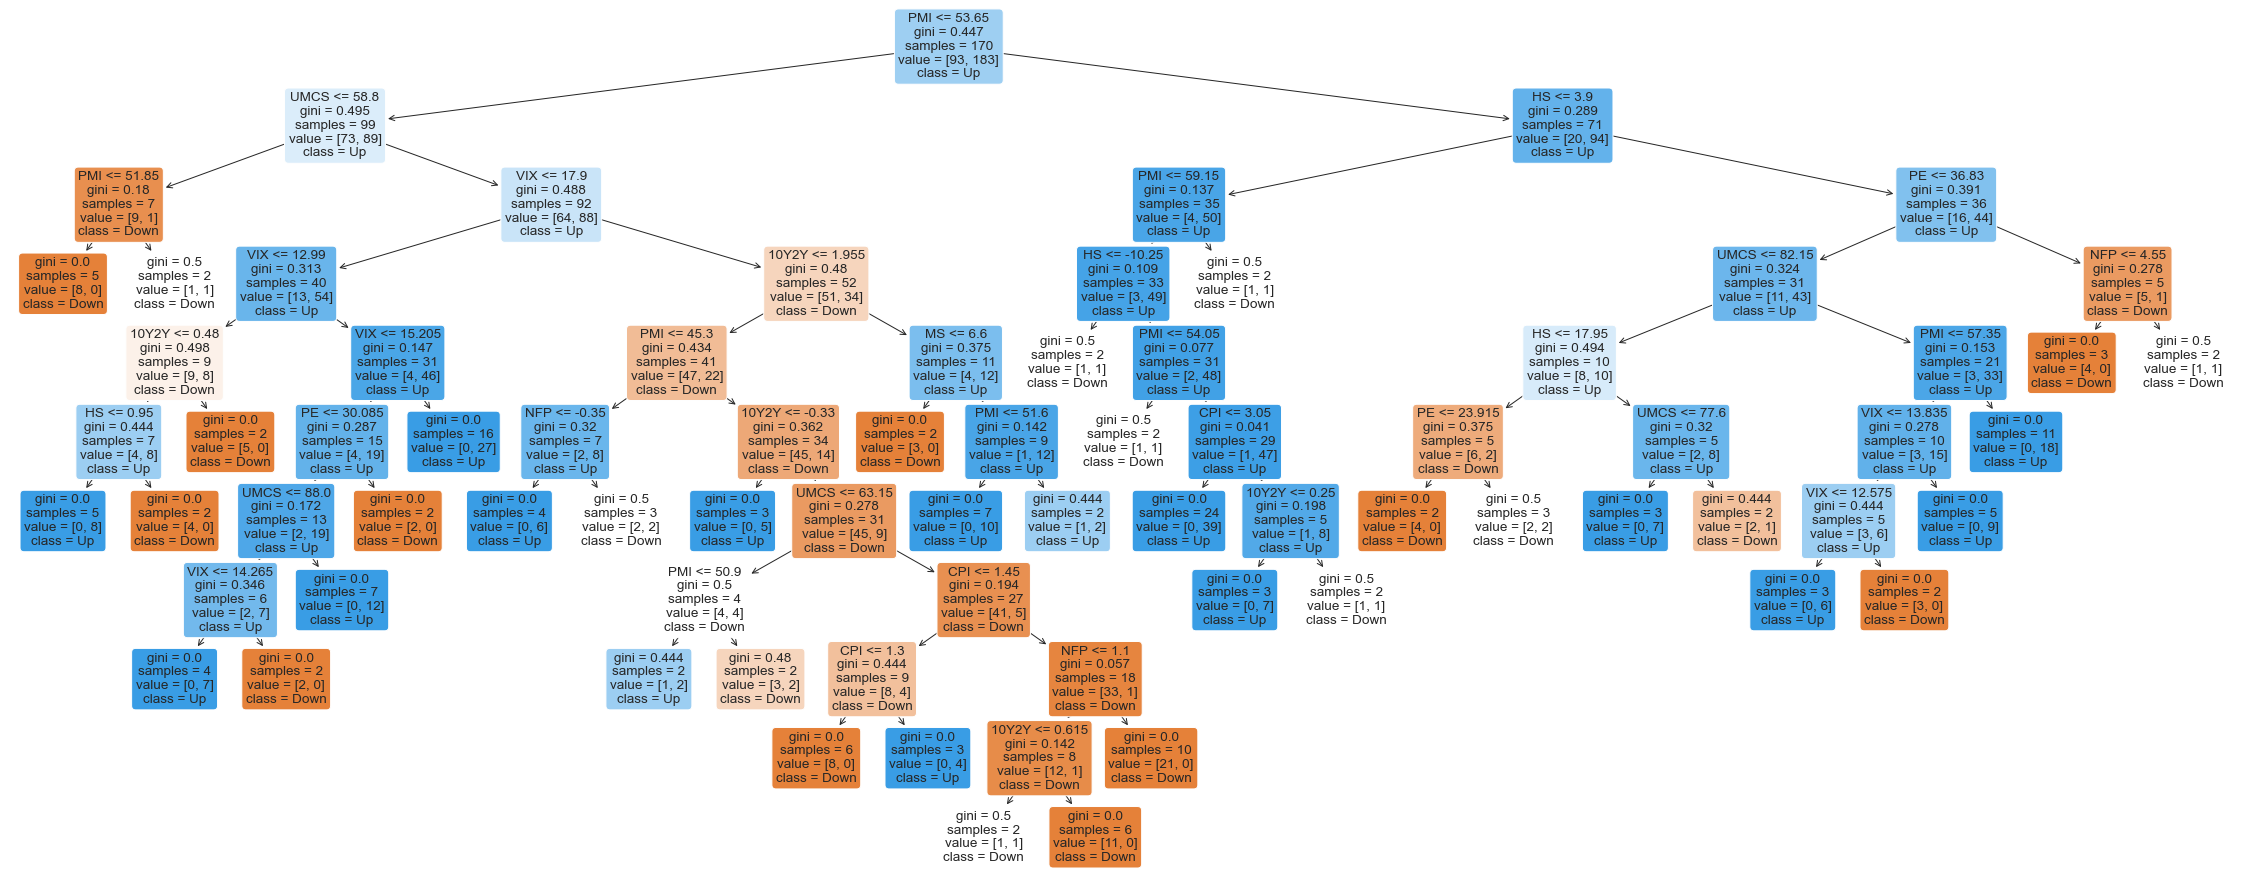 PMI <= 53.65
gini = 0.447
samples = 170
value = [93, 183]
class = Up
UMCS <= 58.8
gini = 0.495
samples = 99
value = [73, 89]
class = Up
HS <= 3.9
gini = 0.289
samples = 71
value = [20, 94]
class = Up
PMI <= 51.85
gini = 0.18
samples = 7
value = [9, 1]
class = Down
VIX <= 17.9
gini = 0.488
samples = 92
value = [64, 88]
class = Up
PMI <= 59.15
gini = 0.137
samples = 35
value = [4, 50]
class = Up
PE <= 36.83
gini = 0.391
samples = 36
value = [16, 44]
class = Up
gini = 0.0
samples = 5
value = [8, 0]
class = Down
gini = 0.5
samples = 2
value = [1, 1]
class = Down
VIX <= 12.99
gini = 0.313
samples = 40
value = [13, 54]
class = Up
10Y2Y <= 1.955
gini = 0.48
samples = 52
value = [51, 34]
class = Down
HS <= -10.25
gini = 0.109
samples = 33
value = [3, 49]
class = Up
gini = 0.5
samples = 2
value = [1, 1]
class = Down
UMCS <= 82.15
gini = 0.324
samples = 31
value = [11, 43]
class = Up
NFP <= 4.55
gini = 0.278
samples = 5
value = [5, 1]
class = Down
10Y2Y <= 0.48
gini = 0.498
samples = 9
value = [9, 8]
class = Down
VIX <= 15.205
gini = 0.147
samples = 31
value = [4, 46]
class = Up
PMI <= 45.3
gini = 0.434
samples = 41
value = [47, 22]
class = Down
MS <= 6.6
gini = 0.375
samples = 11
value = [4, 12]
class = Up
gini = 0.5
samples = 2
value = [1, 1]
class = Down
PMI <= 54.05
gini = 0.077
samples = 31
value = [2, 48]
class = Up
HS <= 17.95
gini = 0.494
samples = 10
value = [8, 10]
class = Up
PMI <= 57.35
gini = 0.153
samples = 21
value = [3, 33]
class = Up
gini = 0.0
samples = 3
value = [4, 0]
class = Down
gini = 0.5
samples = 2
value = [1, 1]
class = Down
HS <= 0.95
gini = 0.444
samples = 7
value = [4, 8]
class = Up
gini = 0.0
samples = 2
value = [5, 0]
class = Down
PE <= 30.085
gini = 0.287
samples = 15
value = [4, 19]
class = Up
gini = 0.0
samples = 16
value = [0, 27]
class = Up
NFP <= -0.35
gini = 0.32
samples = 7
value = [2, 8]
class = Up
10Y2Y <= -0.33
gini = 0.362
samples = 34
value = [45, 14]
class = Down
gini = 0.0
samples = 2
value = [3, 0]
class = Down
PMI <= 51.6
gini = 0.142
samples = 9
value = [1, 12]
class = Up
gini = 0.5
samples = 2
value = [1, 1]
class = Down
CPI <= 3.05
gini = 0.041
samples = 29
value = [1, 47]
class = Up
PE <= 23.915
gini = 0.375
samples = 5
value = [6, 2]
class = Down
UMCS <= 77.6
gini = 0.32
samples = 5
value = [2, 8]
class = Up
VIX <= 13.835
gini = 0.278
samples = 10
value = [3, 15]
class = Up
gini = 0.0
samples = 11
value = [0, 18]
class = Up
gini = 0.0
samples = 5
value = [0, 8]
class = Up
gini = 0.0
samples = 2
value = [4, 0]
class = Down
UMCS <= 88.0
gini = 0.172
samples = 13
value = [2, 19]
class = Up
gini = 0.0
samples = 2
value = [2, 0]
class = Down
gini = 0.0
samples = 4
value = [0, 6]
class = Up
gini = 0.5
samples = 3
value = [2, 2]
class = Down
gini = 0.0
samples = 3
value = [0, 5]
class = Up
UMCS <= 63.15
gini = 0.278
samples = 31
value = [45, 9]
class = Down
gini = 0.0
samples = 7
value = [0, 10]
class = Up
gini = 0.444
samples = 2
value = [1, 2]
class = Up
gini = 0.0
samples = 24
value = [0, 39]
class = Up
10Y2Y <= 0.25
gini = 0.198
samples = 5
value = [1, 8]
class = Up
gini = 0.0
samples = 2
value = [4, 0]
class = Down
gini = 0.5
samples = 3
value = [2, 2]
class = Down
gini = 0.0
samples = 3
value = [0, 7]
class = Up
gini = 0.444
samples = 2
value = [2, 1]
class = Down
VIX <= 12.575
gini = 0.444
samples = 5
value = [3, 6]
class = Up
gini = 0.0
samples = 5
value = [0, 9]
class = Up
VIX <= 14.265
gini = 0.346
samples = 6
value = [2, 7]
class = Up
gini = 0.0
samples = 7
value = [0, 12]
class = Up
PMI <= 50.9
gini = 0.5
samples = 4
value = [4, 4]
class = Down
CPI <= 1.45
gini = 0.194
samples = 27
value = [41, 5]
class = Down
gini = 0.0
samples = 3
value = [0, 7]
class = Up
gini = 0.5
samples = 2
value = [1, 1]
class = Down
gini = 0.0
samples = 3
value = [0, 6]
class = Up
gini = 0.0
samples = 2
value = [3, 0]
class = Down
gini = 0.0
samples = 4
value = [0, 7]
class = Up
gini = 0.0
samples = 2
value = [2, 0]
class = Down
gini = 0.444
samples = 2
value = [1, 2]
class = Up
gini = 0.48
samples = 2
value = [3, 2]
class = Down
CPI <= 1.3
gini = 0.444
samples = 9
value = [8, 4]
class = Down
NFP <= 1.1
gini = 0.057
samples = 18
value = [33, 1]
class = Down
gini = 0.0
samples = 6
value = [8, 0]
class = Down
gini = 0.0
samples = 3
value = [0, 4]
class = Up
10Y2Y <= 0.615
gini = 0.142
samples = 8
value = [12, 1]
class = Down
gini = 0.0
samples = 10
value = [21, 0]
class = Down
gini = 0.5
samples = 2
value = [1, 1]
class = Down
gini = 0.0
samples = 6
value = [11, 0]
class = Down